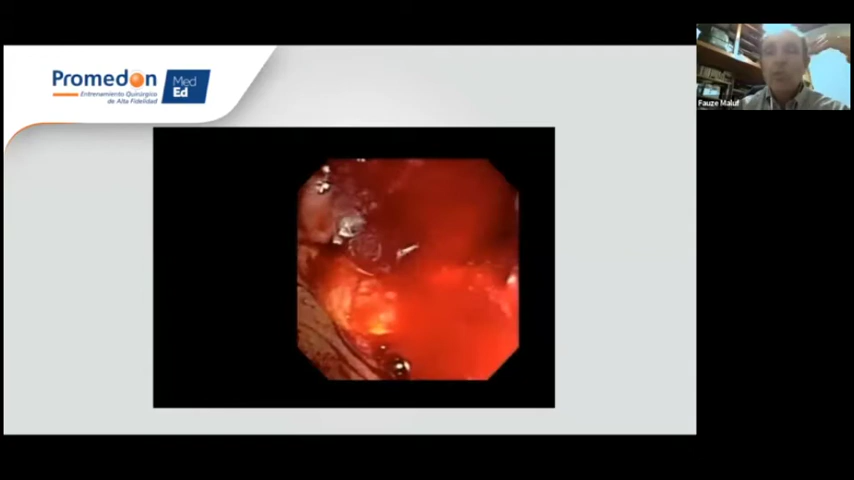 Promedon
Med
Ed
Entrenamiento Quirúrgico
de Alta Fidelidad
Fauze Maluf